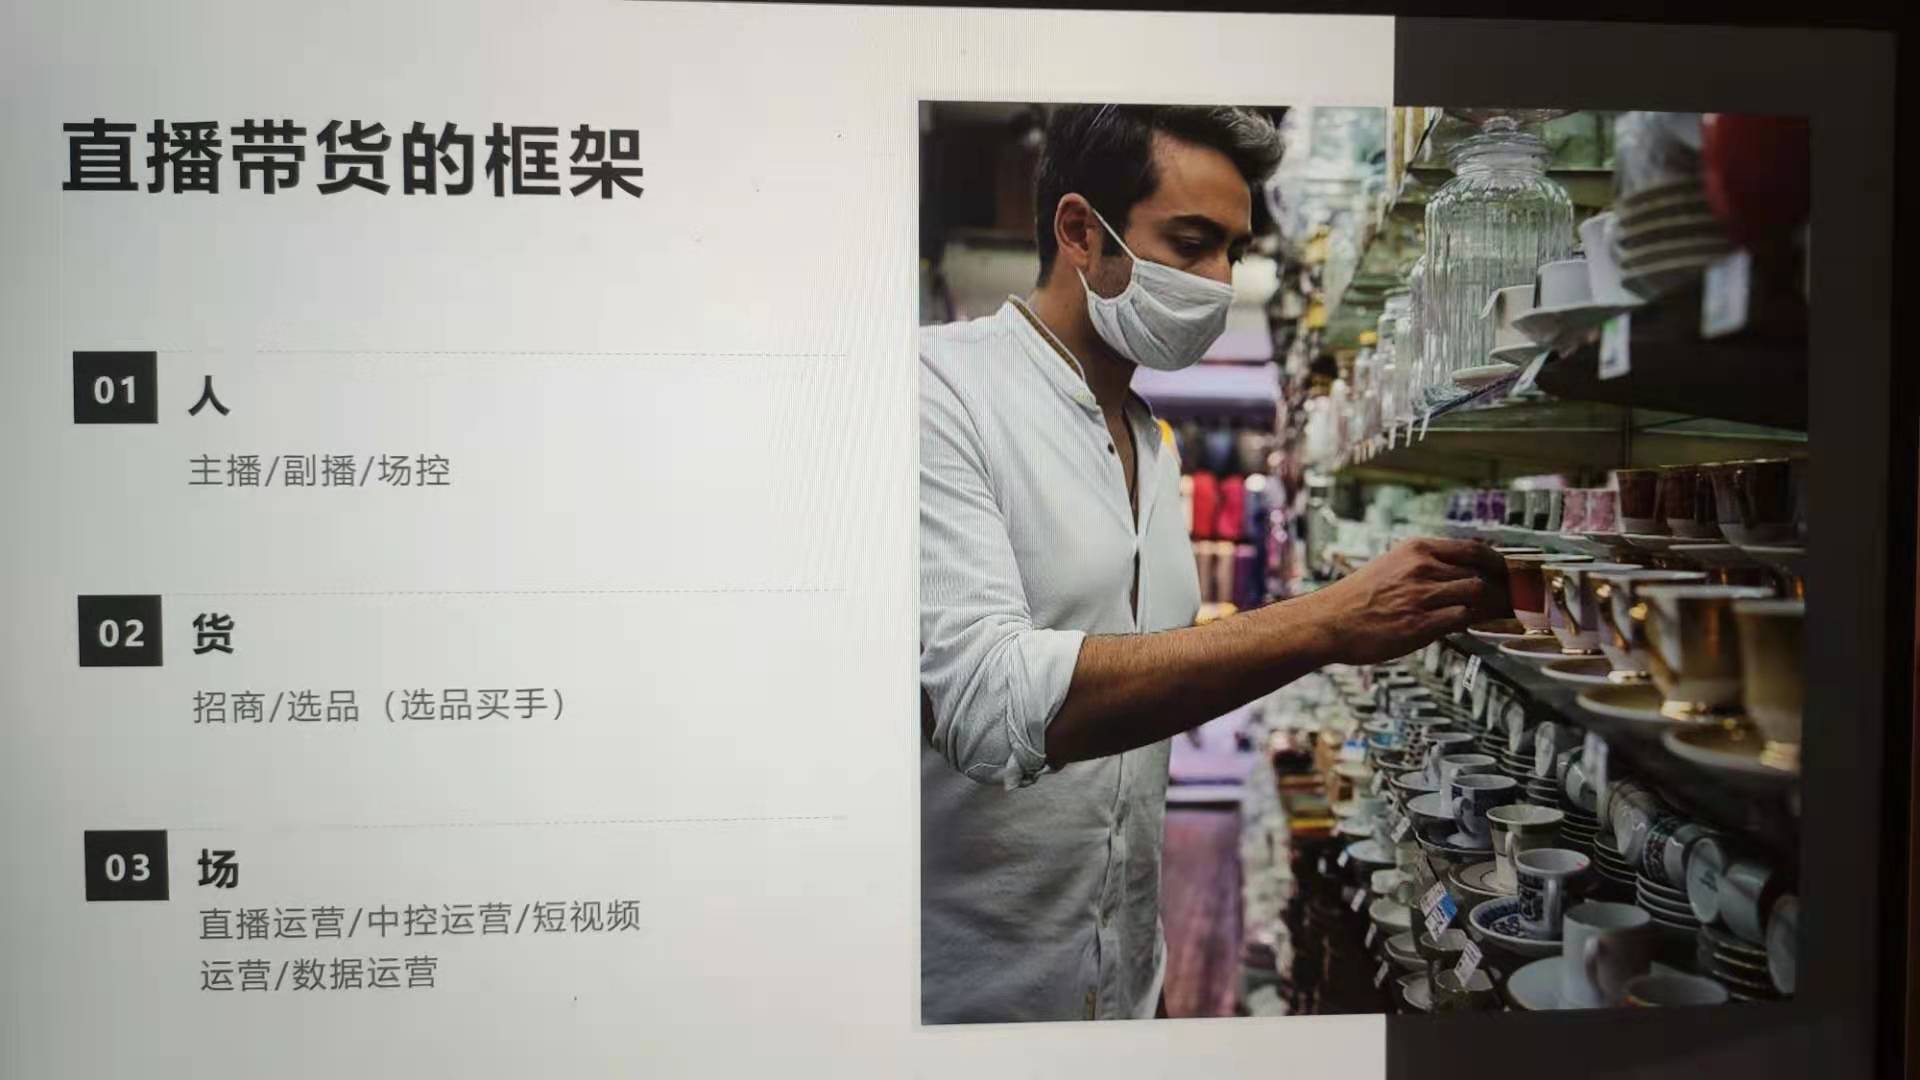 直播带货的框架
01
人
主播/副播/场控
02
货
招商/选品（选品买手）
03
场
直播运营/中控运营/短视频
运营/数据运营